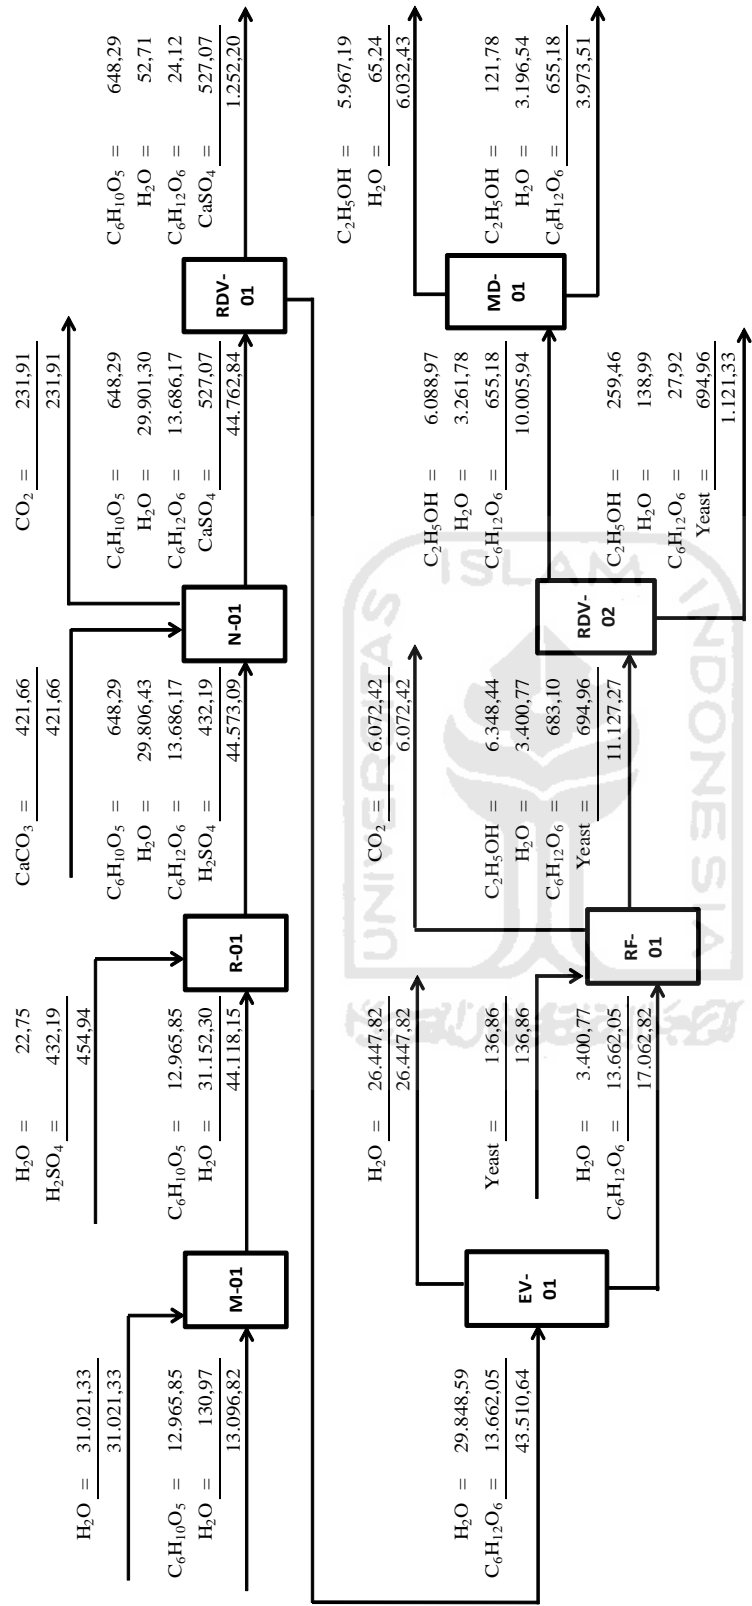 H₂O = 31.021,33
31.021,33
C₆H₁₀O₅ = 12.965,85
H₂O = 130,97
13.096,82
M-01
H₂O = 22,75
H₂SO₄ = 432,19
454,94
C₆H₁₀O₅ = 12.965,85
H₂O = 31.152,30
44.118,15
R-01
CaCO₃ = 421,66
421,66
C₆H₁₀O₅ = 648,29
H₂O = 29.806,43
C₆H₁₂O₆ = 13.686,17
H₂SO₄ = 432,19
44.573,09
N-01
CO₂ = 231,91
231,91
C₆H₁₀O₅ = 648,29
H₂O = 29.901,30
C₆H₁₂O₆ = 13.686,17
CaSO₄ = 527,07
44.762,84
RDV-
01
C₆H₁₀O₅ = 648,29
H₂O = 52,71
C₆H₁₂O₆ = 24,12
CaSO₄ = 527,07
1.252,20
H₂O = 29.848,59
C₆H₁₂O₆ = 13.662,05
43.510,64
EV-
01
H₂O = 26.447,82
26.447,82
Yeast = 136,86
136,86
H₂O = 3.400,77
C₆H₁₂O₆ = 13.662,05
17.062,82
RF-
01
CO₂ = 6.072,42
6.072,42
C₂H₅OH = 6.348,44
H₂O = 3.400,77
C₆H₁₂O₆ = 683,10
Yeast = 694,96
11.127,27
RDV-
02
C₂H₅OH = 6.088,97
H₂O = 3.261,78
C₆H₁₂O₆ = 655,18
10.005,94
C₂H₅OH = 259,46
H₂O = 138,99
C₆H₁₂O₆ = 27,92
Yeast = 694,96
1.121,33
MD-
01
C₂H₅OH = 5.967,19
H₂O = 65,24
6.032,43
C₂H₅OH = 121,78
H₂O = 3.196,54
C₆H₁₂O₆ = 655,18
3.973,51
UNIVERSITAS
ISLAM
INDONESIA